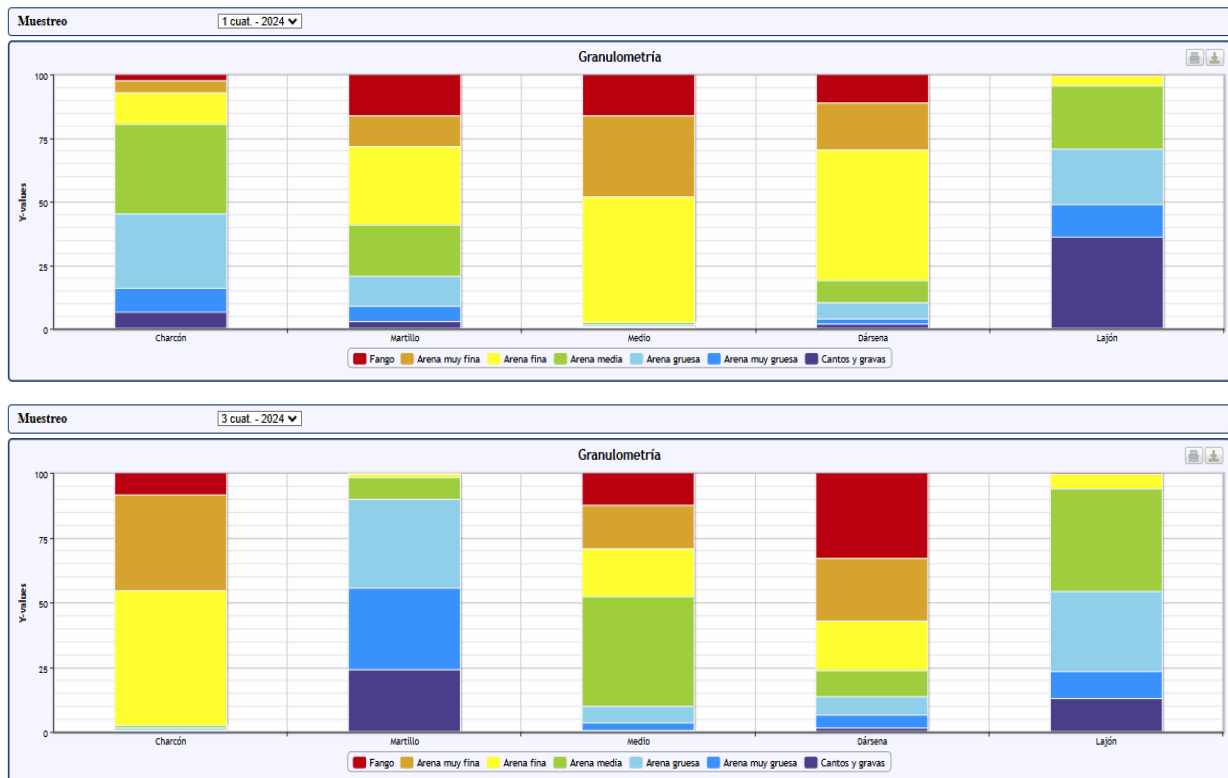 Muestreo 1 cuat. - 2024
Granulometría
100
75
50
25
0
Y-values
Charcón Martillo Medio Dársena Lajón
Fango Arena muy fina Arena fina Arena media Arena gruesa Arena muy gruesa Cantos y gravas
Muestreo 3 cuat. - 2024
Granulometría
100
75
50
25
0
Y-values
Charcón Martillo Medio Dársena Lajón
Fango Arena muy fina Arena fina Arena media Arena gruesa Arena muy gruesa Cantos y gravas